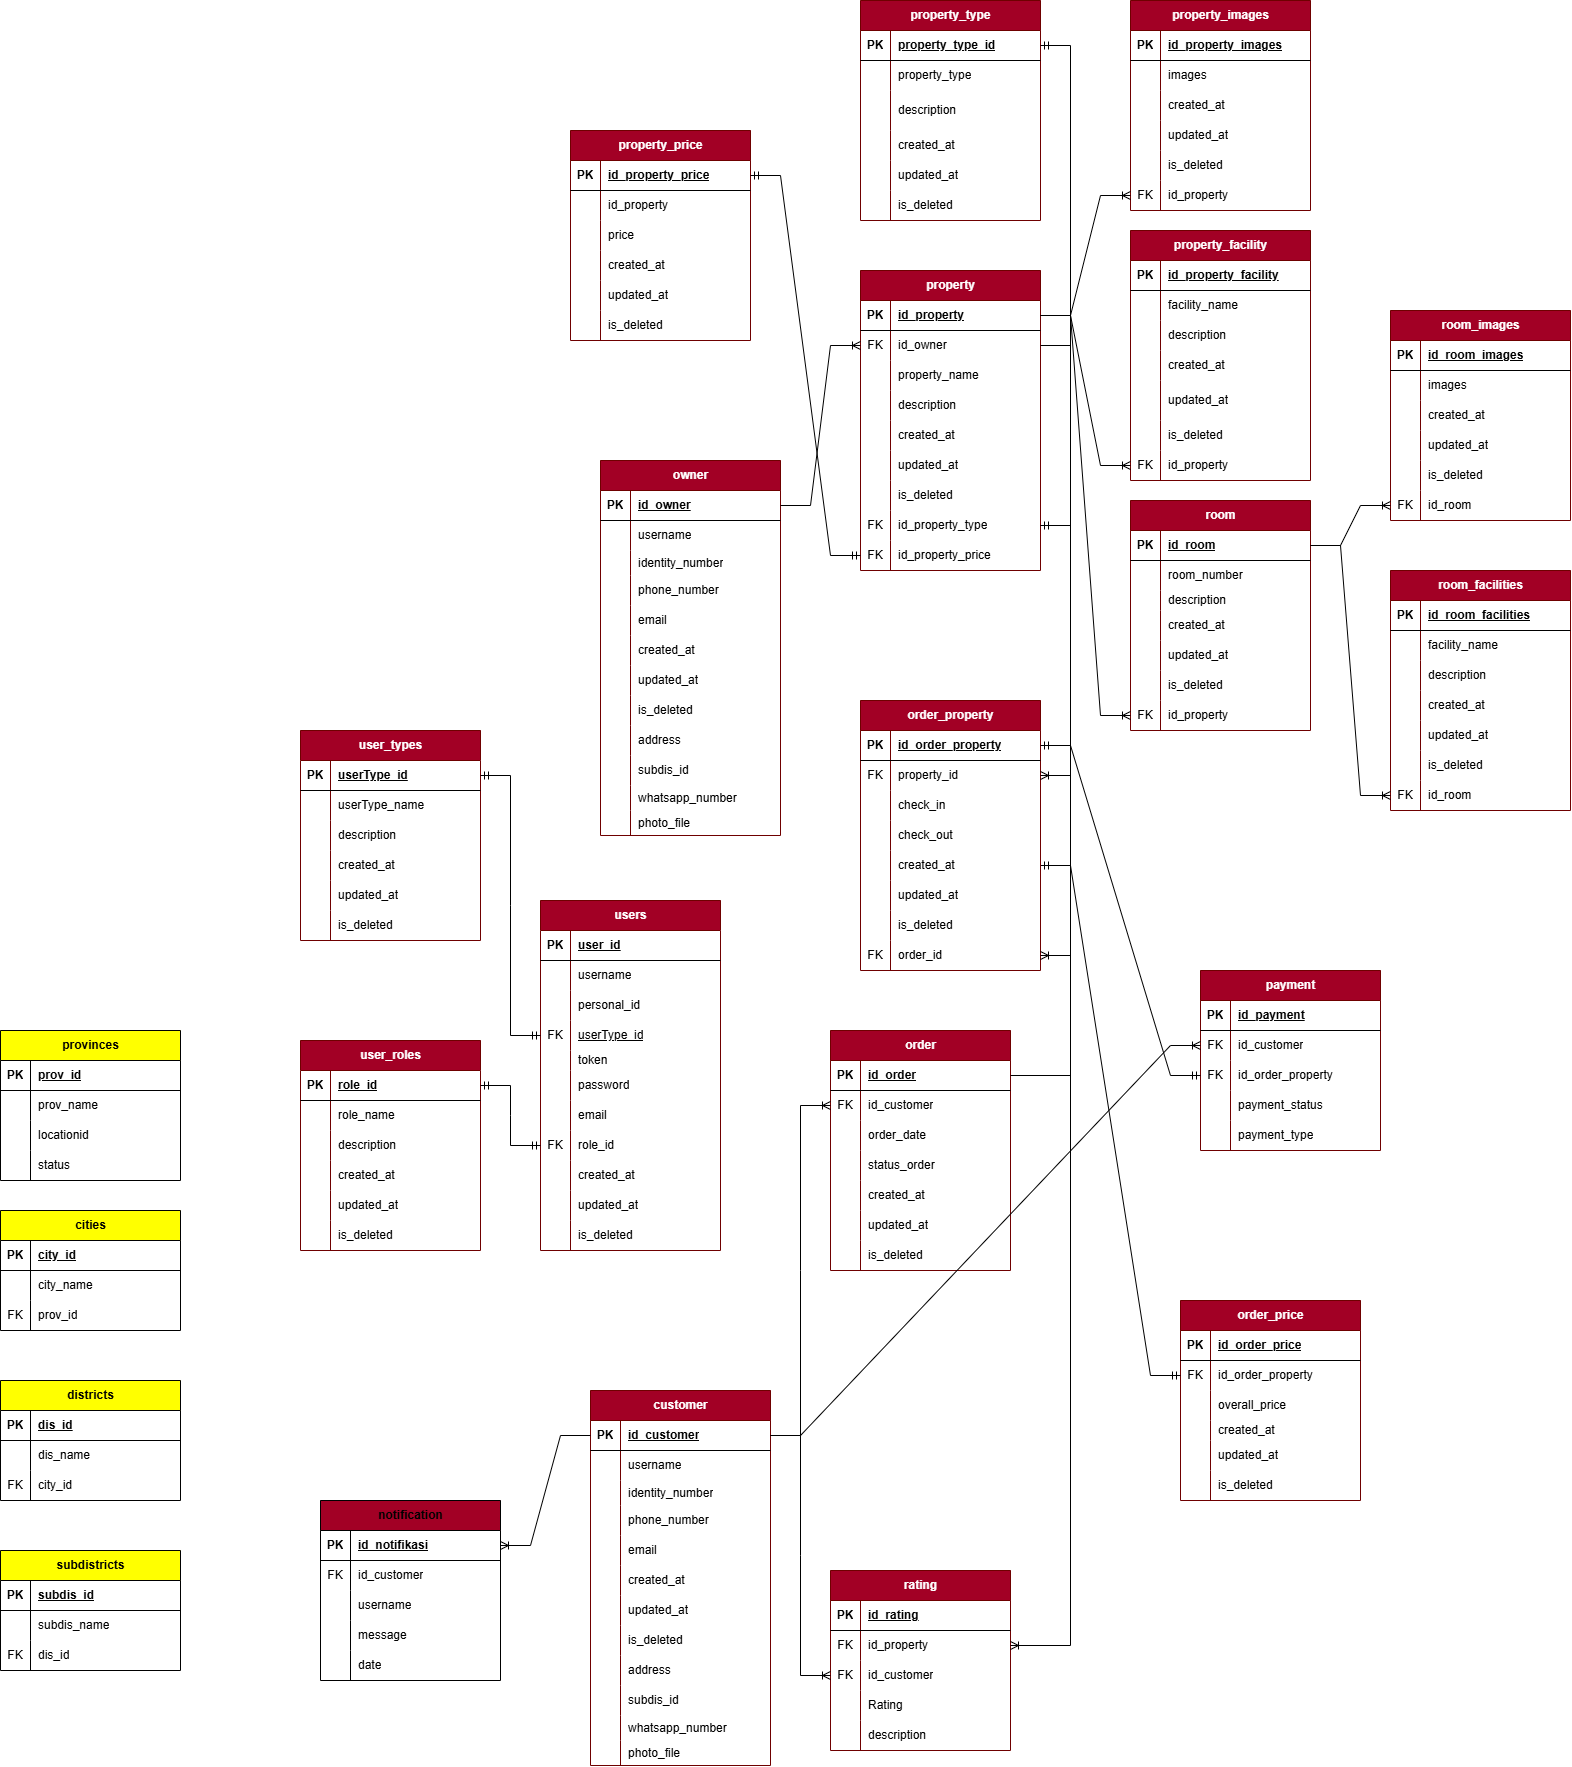 property_type
PK property_type_id
property_type
description
created_at
updated_at
is_deleted
property_images
PK id_property_images
images
created_at
updated_at
is_deleted
FK id_property
property_price
PK id_property_price
id_property
price
created_at
updated_at
is_deleted
property
PK id_property
FK id_owner
property_name
description
created_at
updated_at
is_deleted
FK id_property_type
FK id_property_price
property_facility
PK id_property_facility
facility_name
description
created_at
updated_at
is_deleted
FK id_property
room_images
PK id_room_images
images
created_at
updated_at
is_deleted
FK id_room
owner
PK id_owner
username
identity_number
phone_number
email
created_at
updated_at
is_deleted
address
subdis_id
whatsapp_number
photo_file
room
PK id_room
room_number
description
created_at
updated_at
is_deleted
FK id_property
room_facilities
PK id_room_facilities
facility_name
description
created_at
updated_at
is_deleted
FK id_room
user_types
PK userType_id
userType_name
description
created_at
updated_at
is_deleted
order_property
PK id_order_property
FK property_id
check_in
check_out
created_at
updated_at
is_deleted
FK order_id
users
PK user_id
username
personal_id
FK userType_id
token
password
email
FK role_id
created_at
updated_at
is_deleted
payment
PK id_payment
FK id_customer
FK id_order_property
payment_status
payment_type
provinces
PK prov_id
prov_name
locationid
status
user_roles
PK role_id
role_name
description
created_at
updated_at
is_deleted
order
PK id_order
FK id_customer
order_date
status_order
created_at
updated_at
is_deleted
cities
PK city_id
city_name
FK prov_id
order_price
PK id_order_price
FK id_order_property
overall_price
created_at
updated_at
is_deleted
districts
PK dis_id
dis_name
FK city_id
customer
PK id_customer
username
identity_number
phone_number
email
created_at
updated_at
is_deleted
address
subdis_id
whatsapp_number
photo_file
notification
PK id_notifikasi
FK id_customer
username
message
date
subdistricts
PK subdis_id
subdis_name
FK dis_id
rating
PK id_rating
FK id_property
FK id_customer
Rating
description